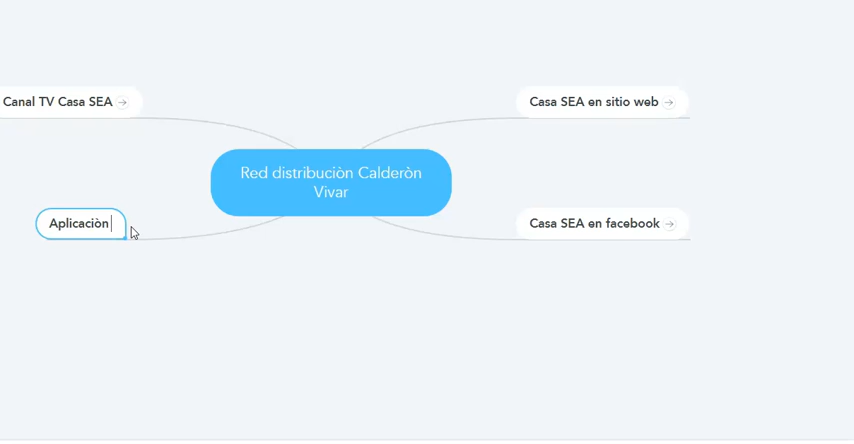 Canal TV Casa SEA
Casa SEA en sitio web
Red distribuciòn Calderòn
Vivar
Aplicaciòn
Casa SEA en facebook